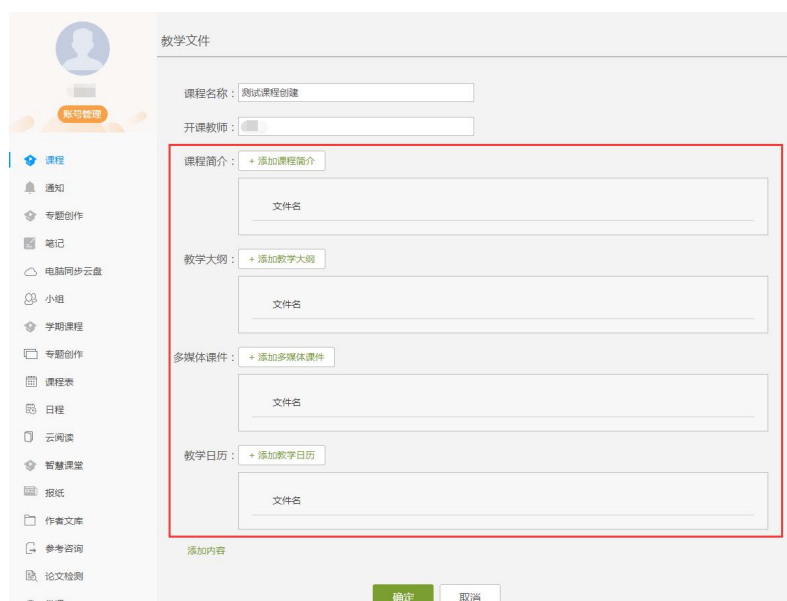 账号管理
课程
通知
专题创作
笔记
电脑同步云盘
小组
学期课程
专题创作
课程表
日程
云阅读
智慧课堂
报纸
作者文库
参考咨询
论文检测
教学文件
课程名称：测试课程创建
开课教师：
课程简介：+ 添加课程简介
文件名
教学大纲：+ 添加教学大纲
文件名
多媒体课件：+ 添加多媒体课件
文件名
教学日历：+ 添加教学日历
文件名
添加内容
确定 取消